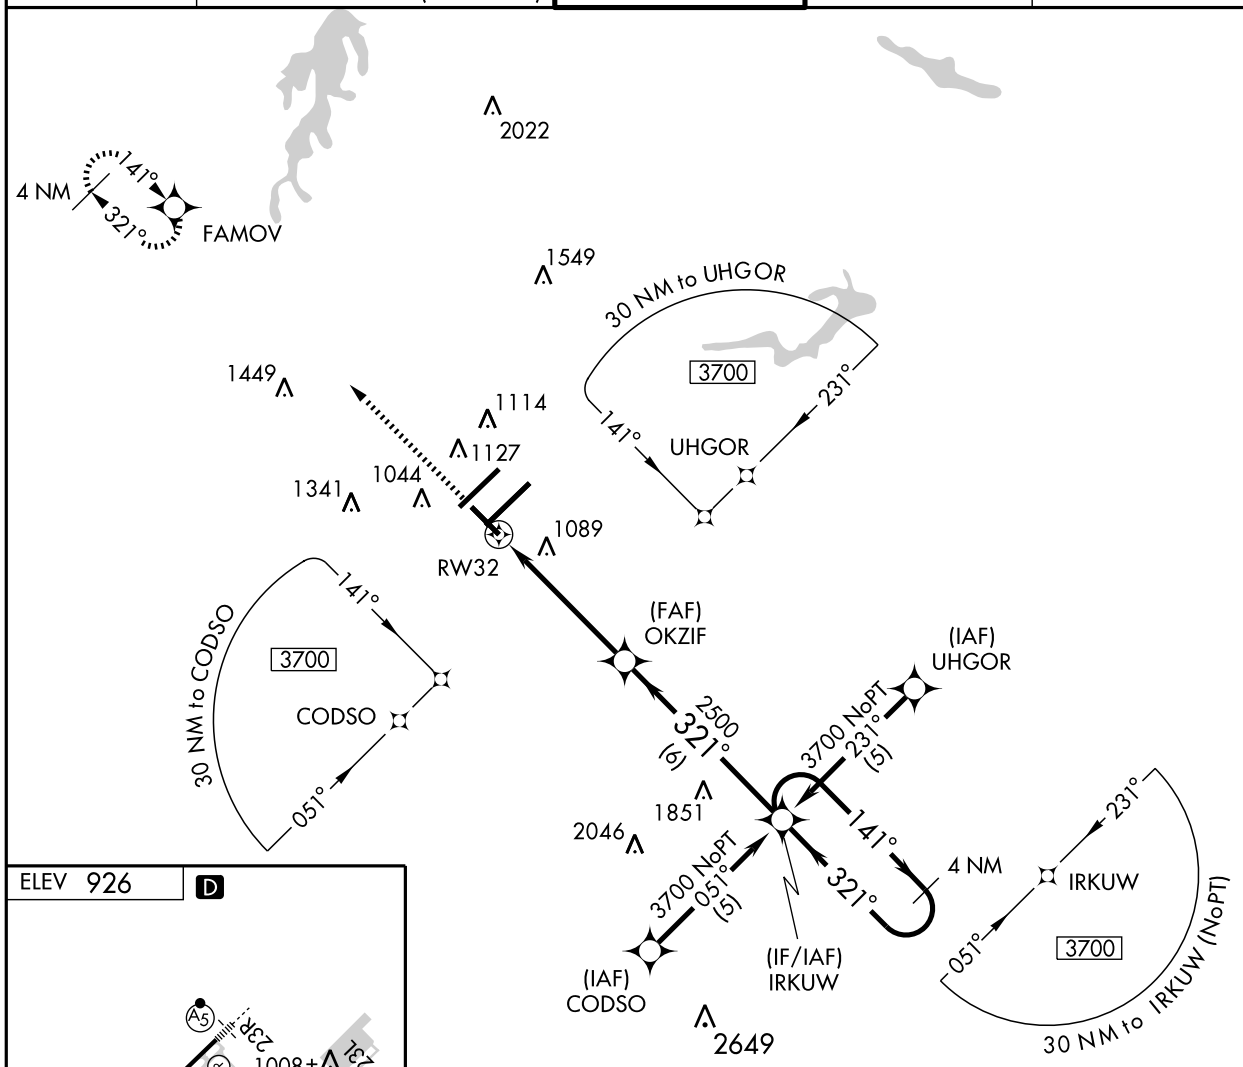 2022
141°
4 NM
321°
FAMOV
1549
30 NM to UHGOR
3700
231°
141°
UHGOR
1449
1114
1127
1044
1341
1089
RW32
(FAF)
OKZIF
(IAF)
UHGOR
30 NM to CODSO
141°
3700
CODSO
051°
2500
321°
(6)
3700 NoPT
231°
(5)
1851
2046
141°
4 NM
321°
3700 NoPT
051°
(5)
(IAF)
CODSO
(IF/IAF)
IRKUW
231°
IRKUW
051°
3700
30 NM to IRKUW (NoPT)
2649
ELEV 926
D
A5
23R
1008±
23L